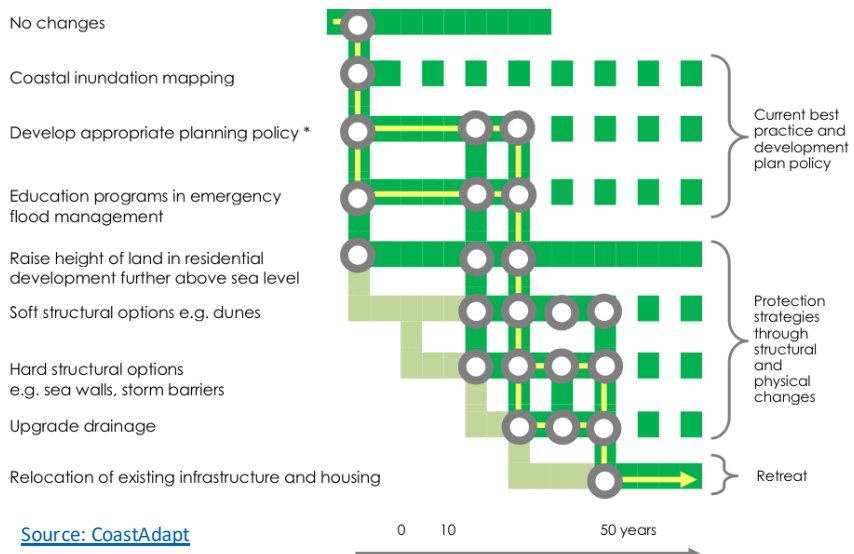 No changes
Coastal inundation mapping
Develop appropriate planning policy *
Education programs in emergency
flood management
Raise height of land in residential
development further above sea level
Soft structural options e.g. dunes
Hard structural options
e.g. sea walls, storm barriers
Upgrade drainage
Relocation of existing infrastructure and housing
Current best
practice and
development
plan policy
Protection
strategies
through
structural
and
physical
changes
Retreat
Source: CoastAdapt
0 10 50 years